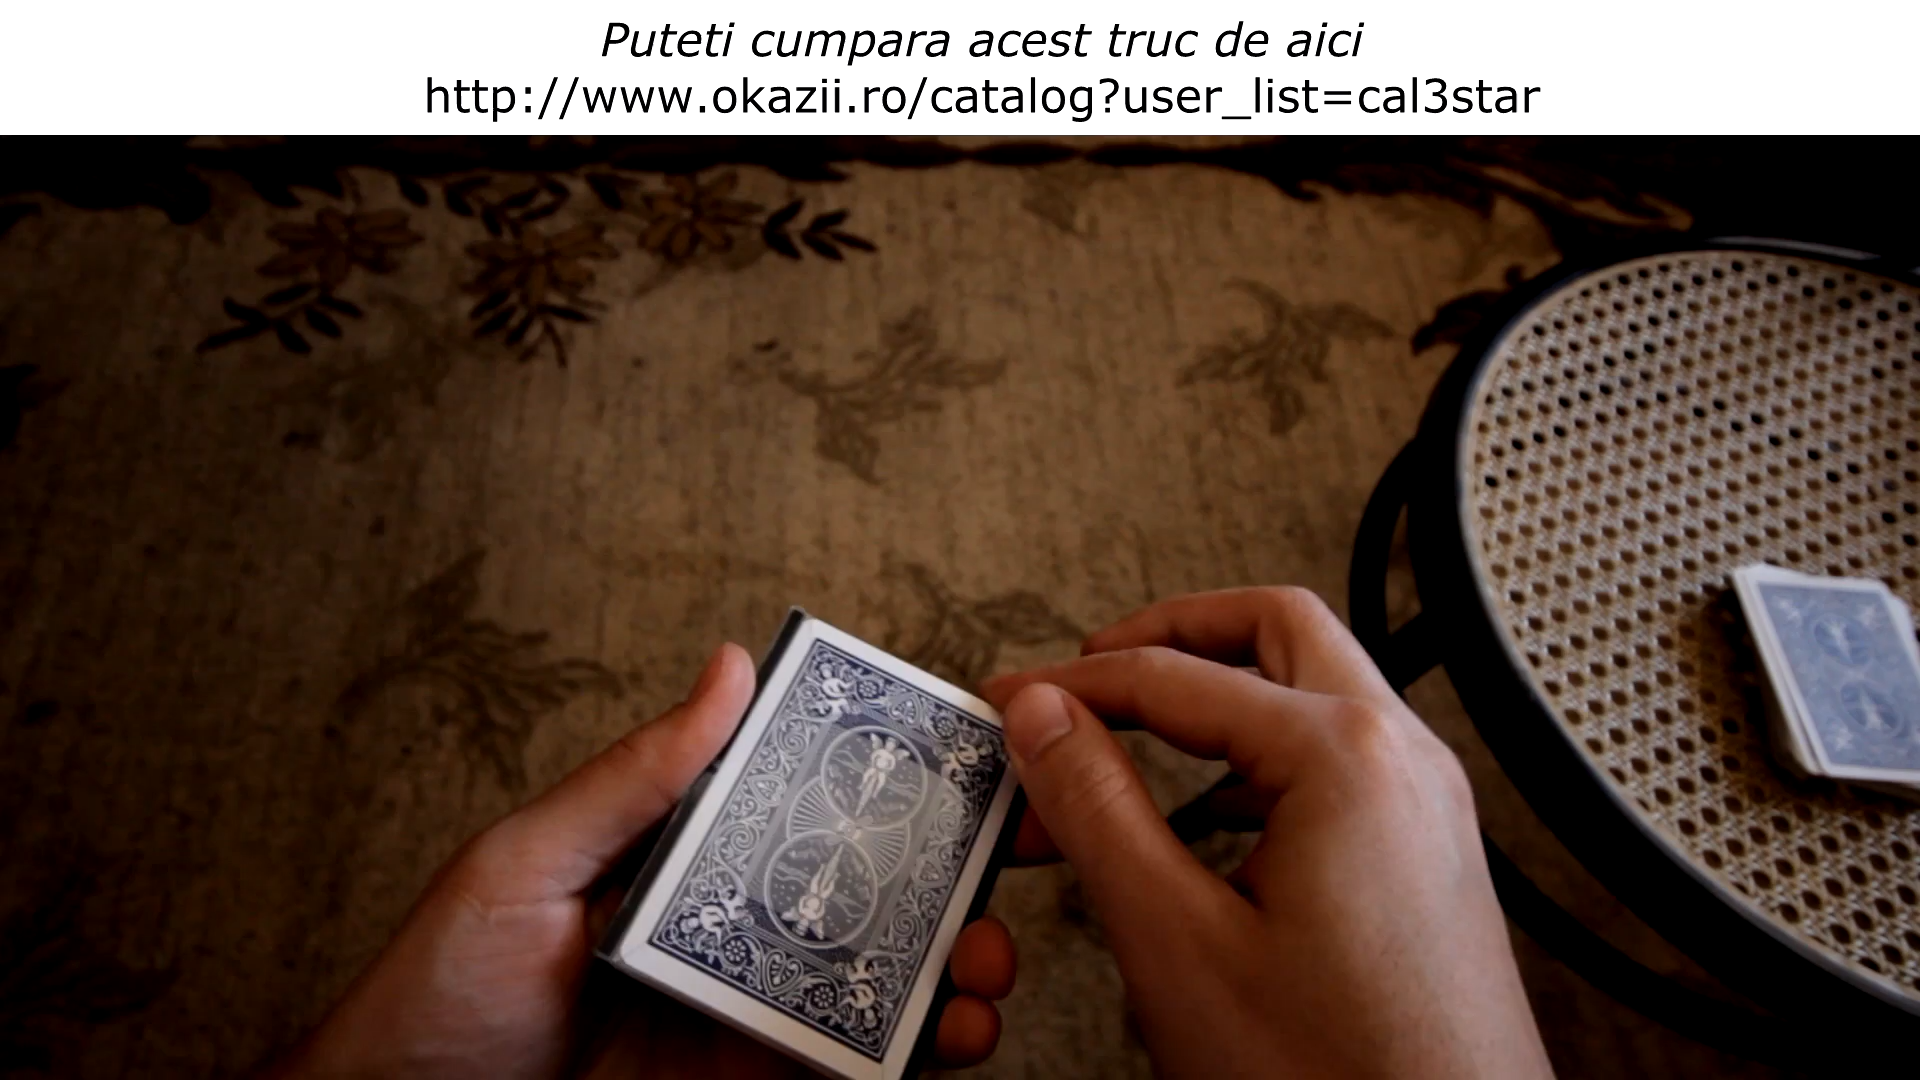 Puteti cumpara acest truc de aici
http://www.okazii.ro/catalog?user_list=cal3star